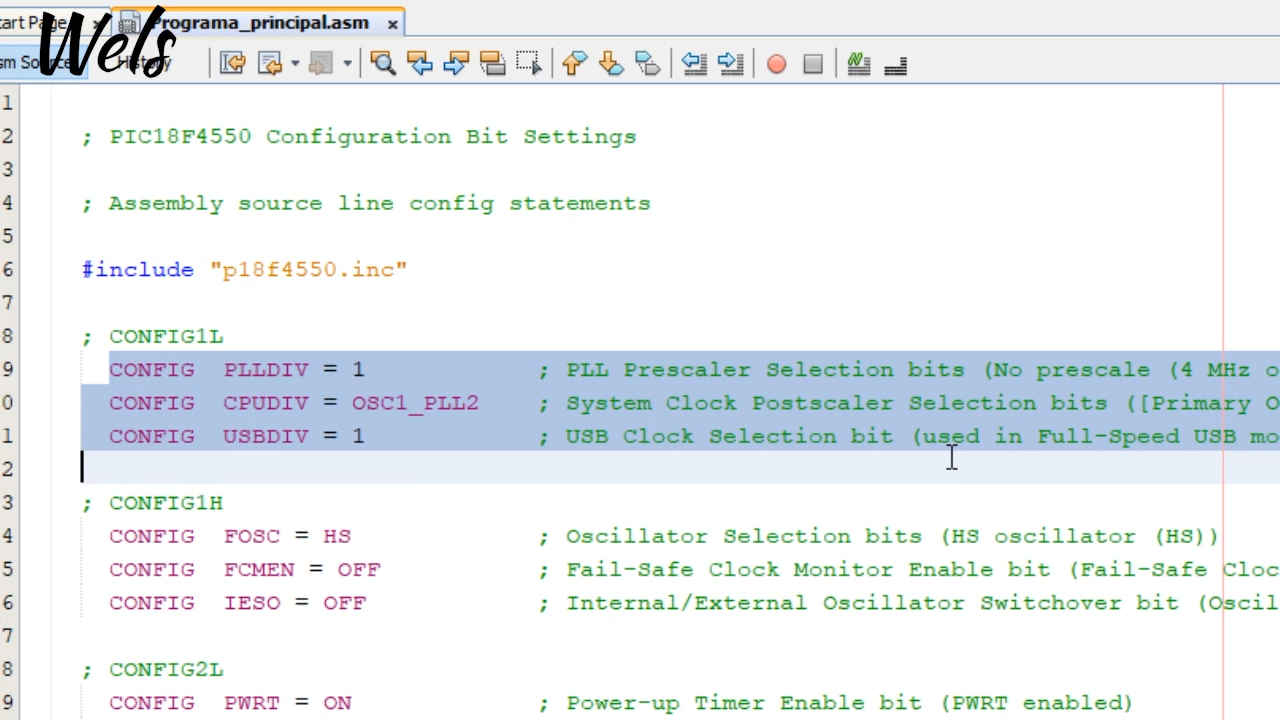 tart Page
Programa_principal.asm
Wels
sm Source
History
1
2 ; PIC18F4550 Configuration Bit Settings
3
4 ; Assembly source line config statements
5
6 #include "p18f4550.inc"
7
8 ; CONFIG1L
9 CONFIG PLLDIV = 1 ; PLL Prescaler Selection bits (No prescale (4 MHz o
0 CONFIG CPUDIV = OSC1_PLL2 ; System Clock Postscaler Selection bits ([Primary O
1 CONFIG USBDIV = 1 ; USB Clock Selection bit (used in Full-Speed USB mo
2
3 ; CONFIG1H
4 CONFIG FOSC = HS ; Oscillator Selection bits (HS oscillator (HS))
5 CONFIG FCMEN = OFF ; Fail-Safe Clock Monitor Enable bit (Fail-Safe Cloc
6 CONFIG IESO = OFF ; Internal/External Oscillator Switchover bit (Oscil
7
8 ; CONFIG2L
9 CONFIG PWRT = ON ; Power-up Timer Enable bit (PWRT enabled)